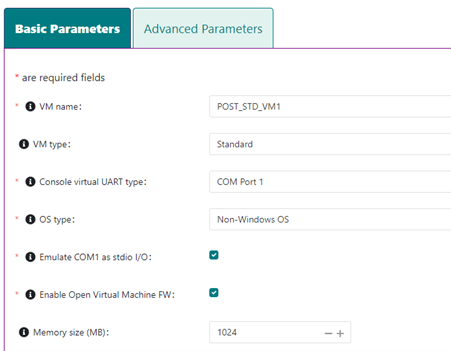 Basic Parameters
Advanced Parameters
* are required fields
* VM name: POST_STD_VM1
VM type: Standard
* Console virtual UART type: COM Port 1
* OS type: Non-Windows OS
* Emulate COM1 as stdio I/O:
* Enable Open Virtual Machine FW:
Memory size (MB): 1024 − +